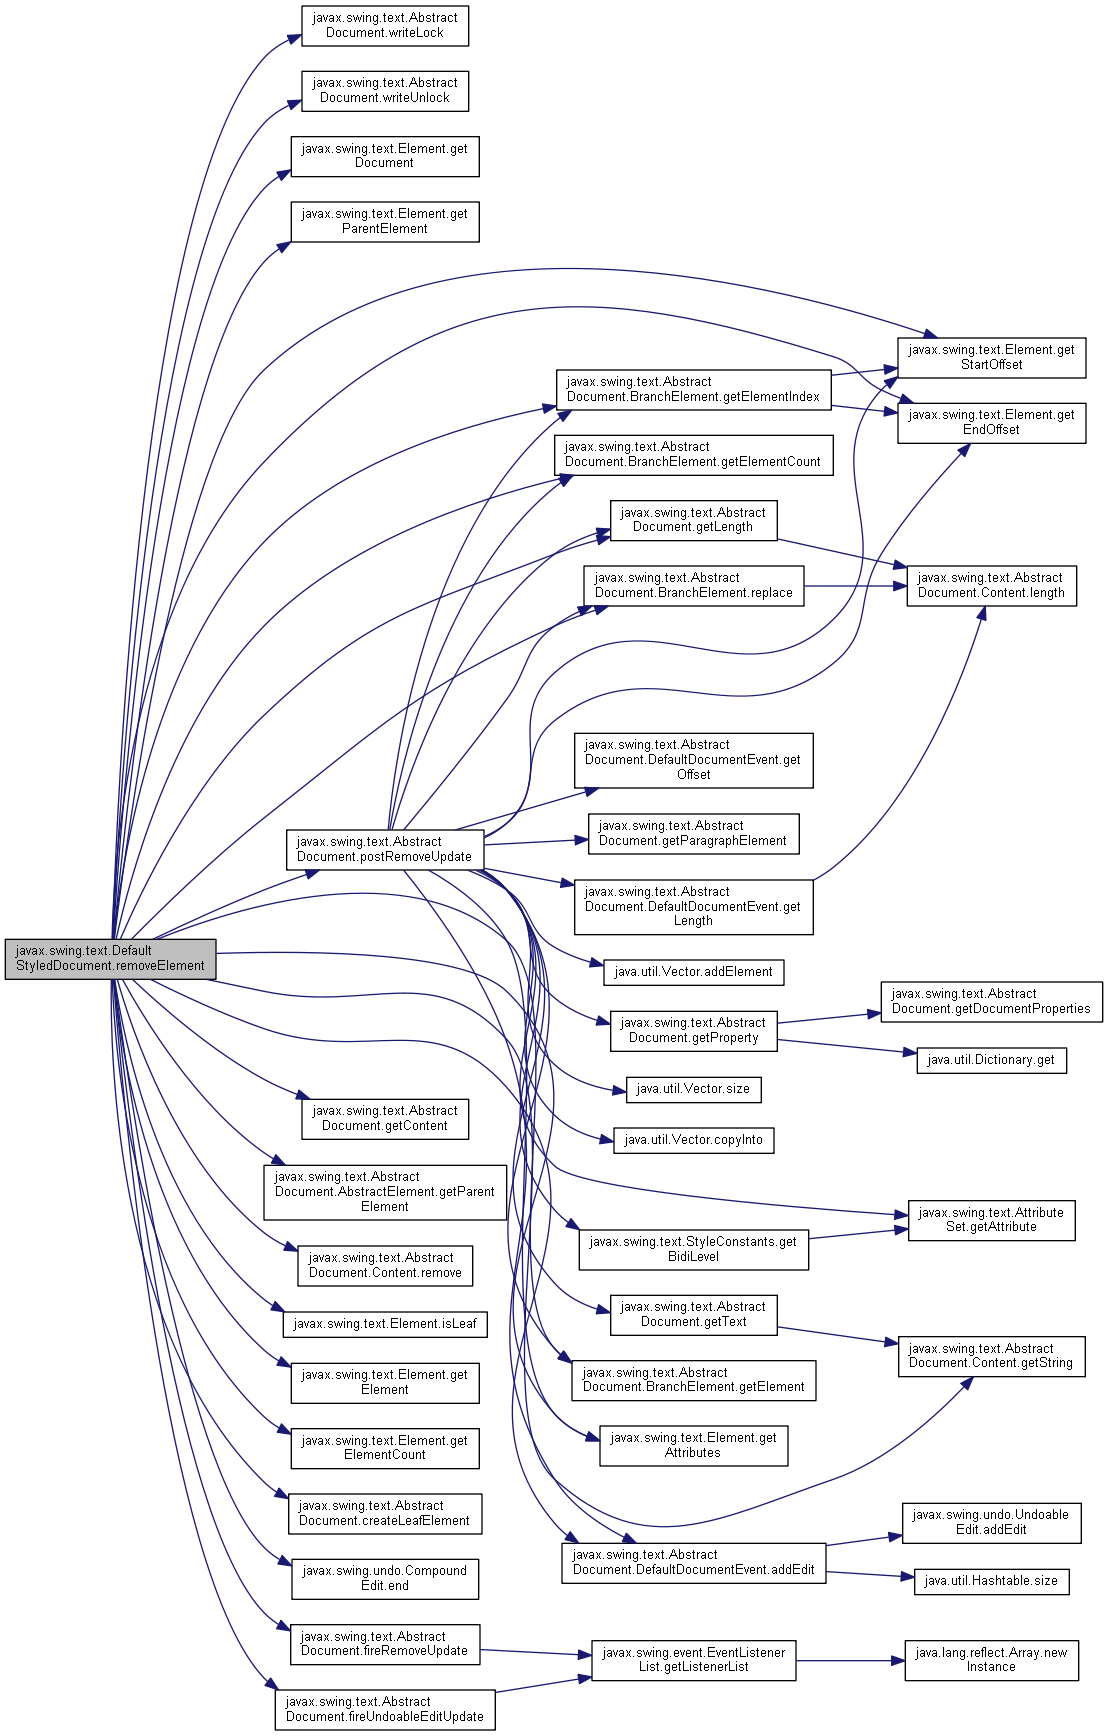 javax.swing.text.Abstract
Document.writeLock
javax.swing.text.Abstract
Document.writeUnlock
javax.swing.text.Element.get
Document
javax.swing.text.Element.get
ParentElement
javax.swing.text.Element.get
StartOffset
javax.swing.text.Abstract
Document.BranchElement.getElementIndex
javax.swing.text.Element.get
EndOffset
javax.swing.text.Abstract
Document.BranchElement.getElementCount
javax.swing.text.Abstract
Document.getLength
javax.swing.text.Abstract
Document.BranchElement.replace
javax.swing.text.Abstract
Document.Content.length
javax.swing.text.Abstract
Document.DefaultDocumentEvent.get
Offset
javax.swing.text.Abstract
Document.postRemoveUpdate
javax.swing.text.Abstract
Document.getParagraphElement
javax.swing.text.Abstract
Document.DefaultDocumentEvent.get
Length
javax.swing.text.Default
StyledDocument.removeElement
java.util.Vector.addElement
javax.swing.text.Abstract
Document.getProperty
javax.swing.text.Abstract
Document.getDocumentProperties
java.util.Dictionary.get
java.util.Vector.size
javax.swing.text.Abstract
Document.getContent
java.util.Vector.copyInto
javax.swing.text.Abstract
Document.AbstractElement.getParent
Element
javax.swing.text.Attribute
Set.getAttribute
javax.swing.text.StyleConstants.get
BidiLevel
javax.swing.text.Abstract
Document.Content.remove
javax.swing.text.Element.isLeaf
javax.swing.text.Abstract
Document.getText
javax.swing.text.Abstract
Document.Content.getString
javax.swing.text.Element.get
Element
javax.swing.text.Abstract
Document.BranchElement.getElement
javax.swing.text.Element.get
ElementCount
javax.swing.text.Element.get
Attributes
javax.swing.text.Abstract
Document.createLeafElement
javax.swing.undo.Undoable
Edit.addEdit
javax.swing.undo.Compound
Edit.end
javax.swing.text.Abstract
Document.DefaultDocumentEvent.addEdit
java.util.Hashtable.size
javax.swing.text.Abstract
Document.fireRemoveUpdate
javax.swing.event.EventListener
List.getListenerList
java.lang.reflect.Array.new
Instance
javax.swing.text.Abstract
Document.fireUndoableEditUpdate